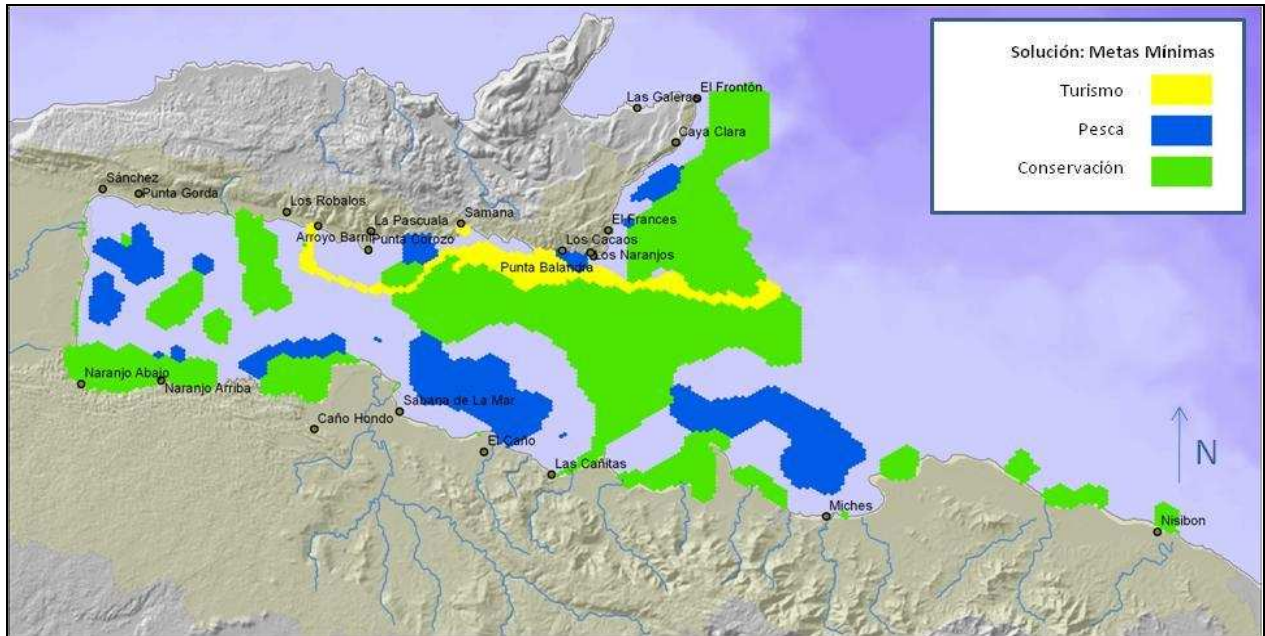 Solución: Metas Mínimas
Turismo
Pesca
Conservación
El Frontón
Las Galeras
Caya Clara
Sánchez
Punta Gorda
Los Robalos
La Pascuala
Samana
El Frances
Arroyo Barril
Punta Corozo
Los Cacaos
Los Naranjos
Punta Balandra
Naranjo Abajo
Naranjo Arriba
Sabana de La Mar
Caño Hondo
El Caño
Las Cañitas
Miches
Nisibon
N